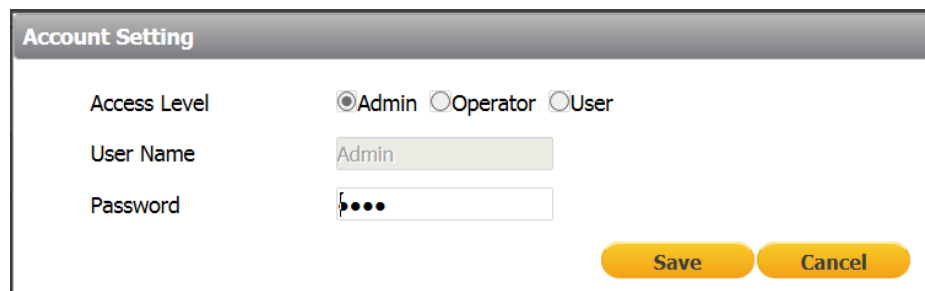 Account Setting
Access Level Admin Operator User
User Name Admin
Password ••••
Save Cancel